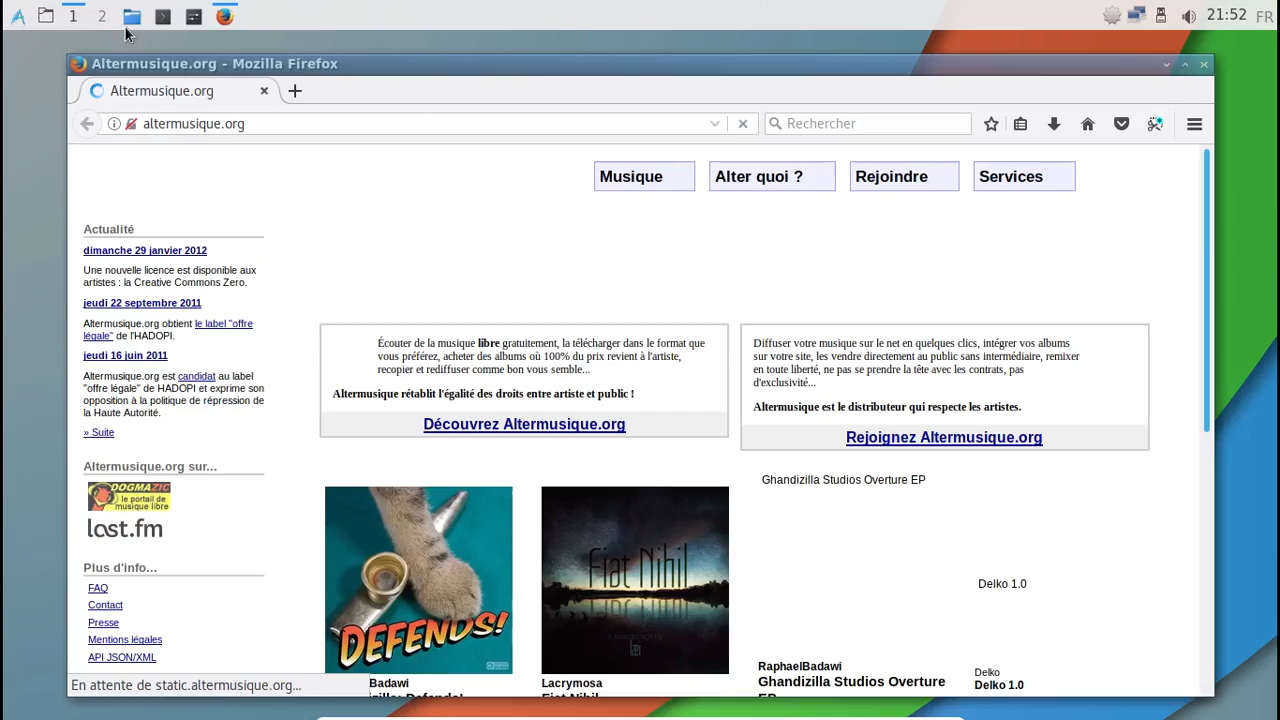 1 2 21:52 FR
Altermusique.org - Mozilla Firefox
Altermusique.org
altermusique.org Rechercher
Musique Alter quoi ? Rejoindre Services
Actualité
dimanche 29 janvier 2012
Une nouvelle licence est disponible aux
artistes : la Creative Commons Zero.
jeudi 22 septembre 2011
Altermusique.org obtient le label "offre
légale" de l'HADOPI.
jeudi 16 juin 2011
Altermusique.org est candidat au label
"offre légale" de HADOPI et exprime son
opposition à la politique de répression de
la Haute Autorité.
» Suite
Altermusique.org sur...
DOGMAZIC
le portail de
musique libre
lost.fm
Plus d'info...
FAQ
Contact
Presse
Mentions légales
API JSON/XML
En attente de static.altermusique.org...
Écouter de la musique libre gratuitement, la télécharger dans le format que
vous préférez, acheter des albums où 100% du prix revient à l'artiste,
recopier et rediffuser comme bon vous semble...
Altermusique rétablit l'égalité des droits entre artiste et public !
Découvrez Altermusique.org
Diffuser votre musique sur le net en quelques clics, intégrer vos albums
sur votre site, les vendre directement au public sans intermédiaire, remixer
en toute liberté, ne pas se prendre la tête avec les contrats, pas
d'exclusivité...
Altermusique est le distributeur qui respecte les artistes.
Rejoignez Altermusique.org
DEFENDS!
Badawi
Fiat Nihil
Lacrymosa
Fiat Nihil
Ghandizilla Studios Overture EP
RaphaelBadawi
Ghandizilla Studios Overture
EP
Delko 1.0
Delko
Delko 1.0